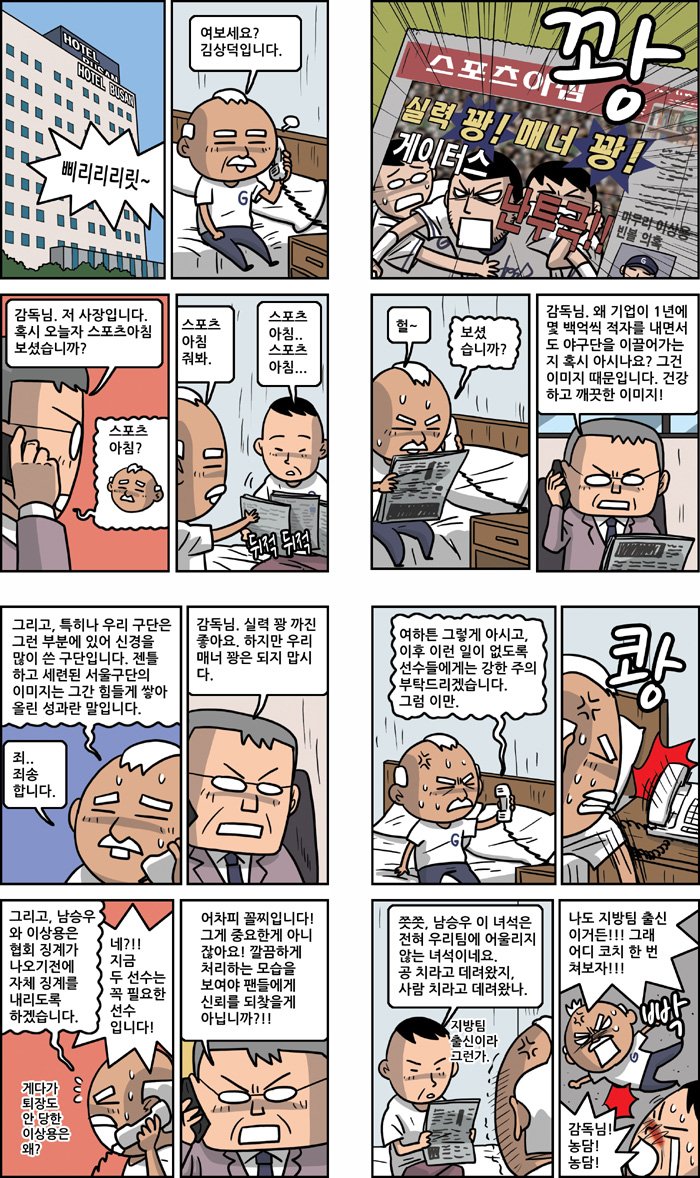 HOTEL
BUSAN
HOTEL BUSAN
삐리리리릿~
여보세요?
김상덕입니다.
G
감독님. 저 사장입니다.
혹시 오늘자 스포츠아침
보셨습니까?
스포츠
아침?
스포츠
아침
줘봐.
스포츠
아침..
스포츠
아침...
뒤적 뒤적
꽝
스포츠아침
실력 꽝! 매너 꽝!
게이터스
난투극!!
마무리 이상용
빈볼 의혹
헐~
보셨
습니까?
감독님. 왜 기업이 1년에
몇 백억씩 적자를 내면서
도 야구단을 이끌어가는
지 혹시 아시나요? 그건
이미지 때문입니다. 건강
하고 깨끗한 이미지!
그리고, 특히나 우리 구단은
그런 부분에 있어 신경을
많이 쓴 구단입니다. 젠틀
하고 세련된 서울구단의
이미지는 그간 힘들게 쌓아
올린 성과란 말입니다.
죄..
죄송
합니다.
감독님. 실력 꽝 까진
좋아요. 하지만 우리
매너 꽝은 되지 맙시
다.
그리고, 남승우
와 이상용은
협회 징계가
나오기전에
자체 징계를
내리도록
하겠습니다.
네?!!
지금
두 선수는
꼭 필요한
선수
입니다!
게다가
퇴장도
안 당한
이상용은
왜?
어차피 꼴찌입니다!
그게 중요한게 아니
잖아요! 깔끔하게
처리하는 모습을
보여야 팬들에게
신뢰를 되찾을게
아닙니까?!!
여하튼 그렇게 아시고,
이후 이런 일이 없도록
선수들에게는 강한 주의
부탁드리겠습니다.
그럼 이만.
G
쾅
쯧쯧, 남승우 이 녀석은
전혀 우리팀에 어울리지
않는 녀석이네요.
공 치라고 데려왔지,
사람 치라고 데려왔나.
지방팀
출신이라
그런가.
나도 지방팀 출신
이거든!!! 그래
어디 코치 한 번
쳐보자!!!
빠박
감독님!
농담!
농담!